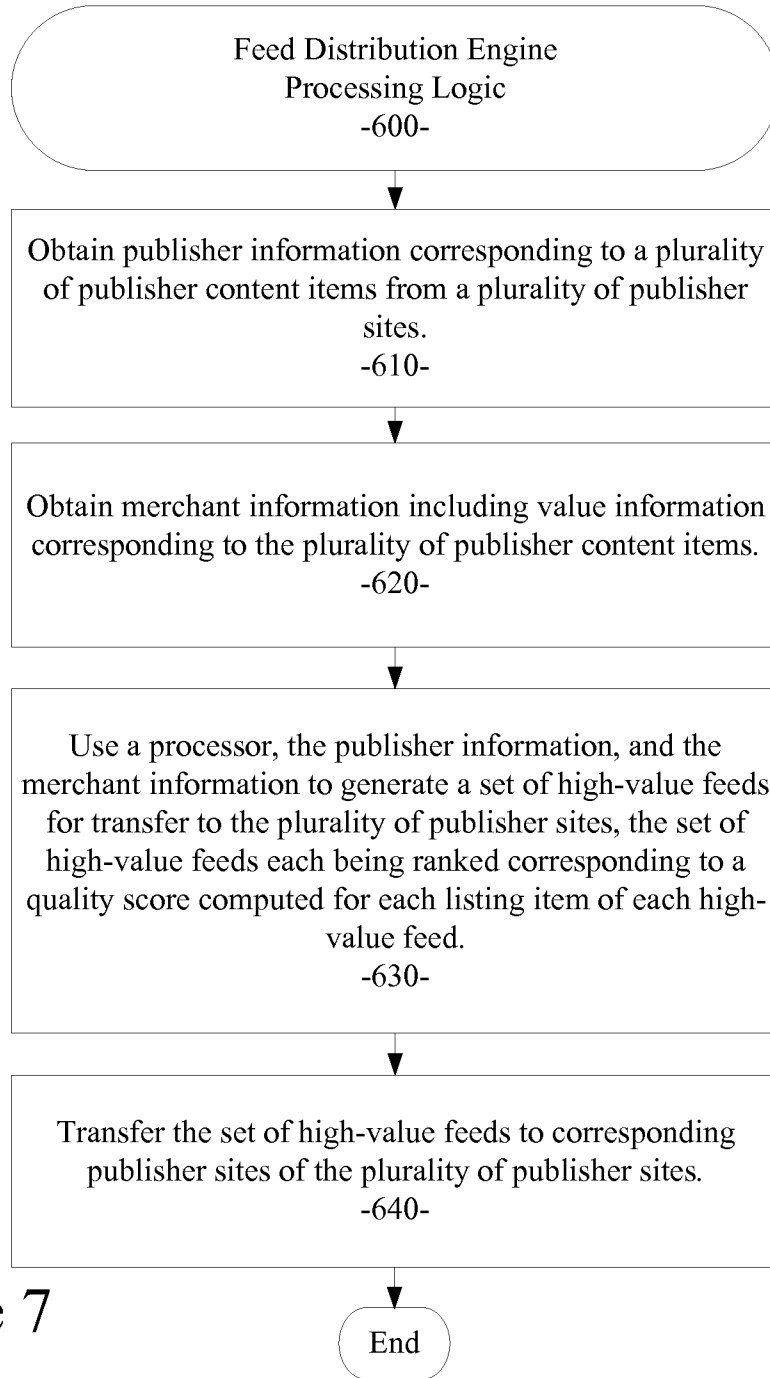 Feed Distribution Engine
Processing Logic
-600-
Obtain publisher information corresponding to a plurality
of publisher content items from a plurality of publisher
sites.
-610-
Obtain merchant information including value information
corresponding to the plurality of publisher content items.
-620-
Use a processor, the publisher information, and the
merchant information to generate a set of high-value feeds
for transfer to the plurality of publisher sites, the set of
high-value feeds each being ranked corresponding to a
quality score computed for each listing item of each high-
value feed.
-630-
Transfer the set of high-value feeds to corresponding
publisher sites of the plurality of publisher sites.
-640-
7
End